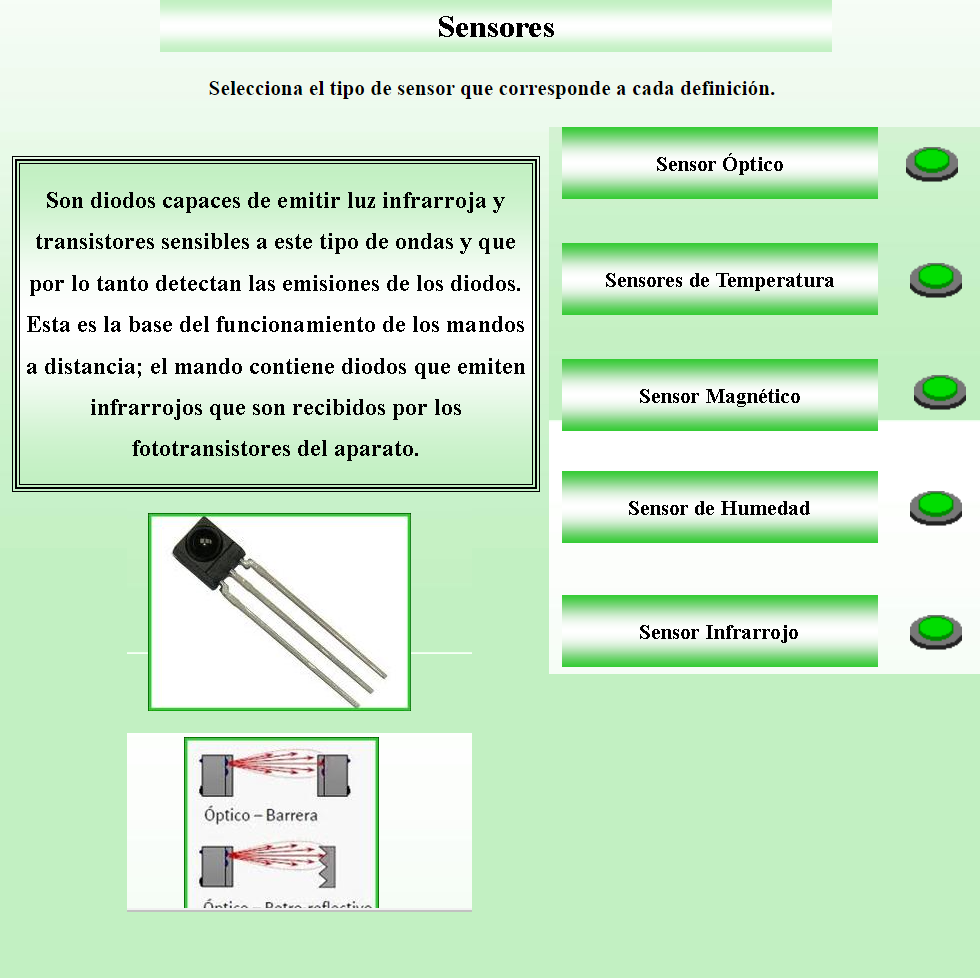 Sensores
Selecciona el tipo de sensor que corresponde a cada definición.
Son diodos capaces de emitir luz infrarroja y
transistores sensibles a este tipo de ondas y que
por lo tanto detectan las emisiones de los diodos.
Esta es la base del funcionamiento de los mandos
a distancia; el mando contiene diodos que emiten
infrarrojos que son recibidos por los
fototransistores del aparato.
Sensor Óptico
Sensores de Temperatura
Sensor Magnético
Sensor de Humedad
Sensor Infrarrojo
Óptico – Barrera
Óptico – Retro-reflectivo